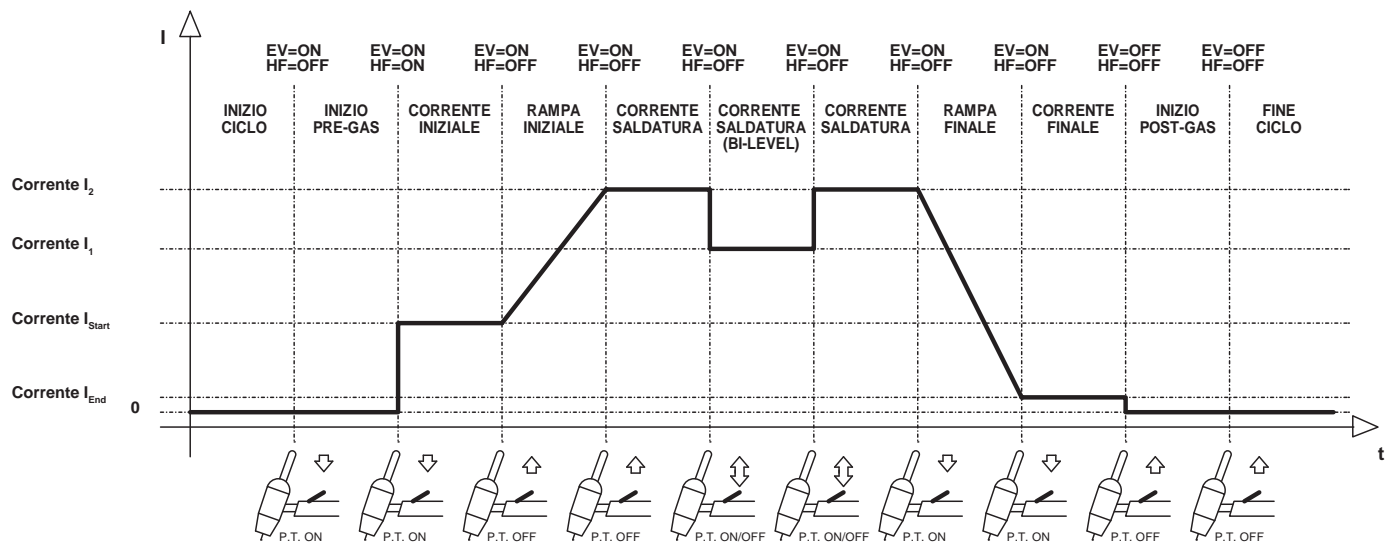 I
EV=ON EV=ON EV=ON EV=ON EV=ON EV=ON EV=ON EV=ON EV=OFF EV=OFF
HF=OFF HF=ON HF=OFF HF=OFF HF=OFF HF=OFF HF=OFF HF=OFF HF=OFF HF=OFF
INIZIO INIZIO CORRENTE RAMPA CORRENTE CORRENTE CORRENTE RAMPA CORRENTE INIZIO FINE
CICLO PRE-GAS INIZIALE INIZIALE SALDATURA SALDATURA SALDATURA FINALE FINALE POST-GAS CICLO
(BI-LEVEL)
Corrente I2
Corrente I1
Corrente IStart
Corrente IEnd
0
t
P.T. ON P.T. ON P.T. OFF P.T. OFF P.T. ON/OFF P.T. ON/OFF P.T. ON P.T. ON P.T. OFF P.T. OFF